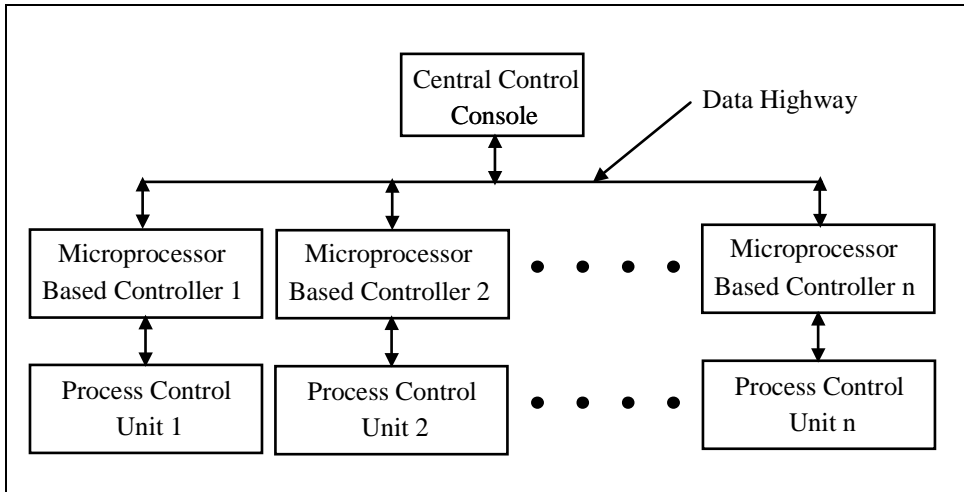 Central Control
Console
Data Highway
Microprocessor
Based Controller 1
Microprocessor
Based Controller 2
Microprocessor
Based Controller n
Process Control
Unit 1
Process Control
Unit 2
Process Control
Unit n